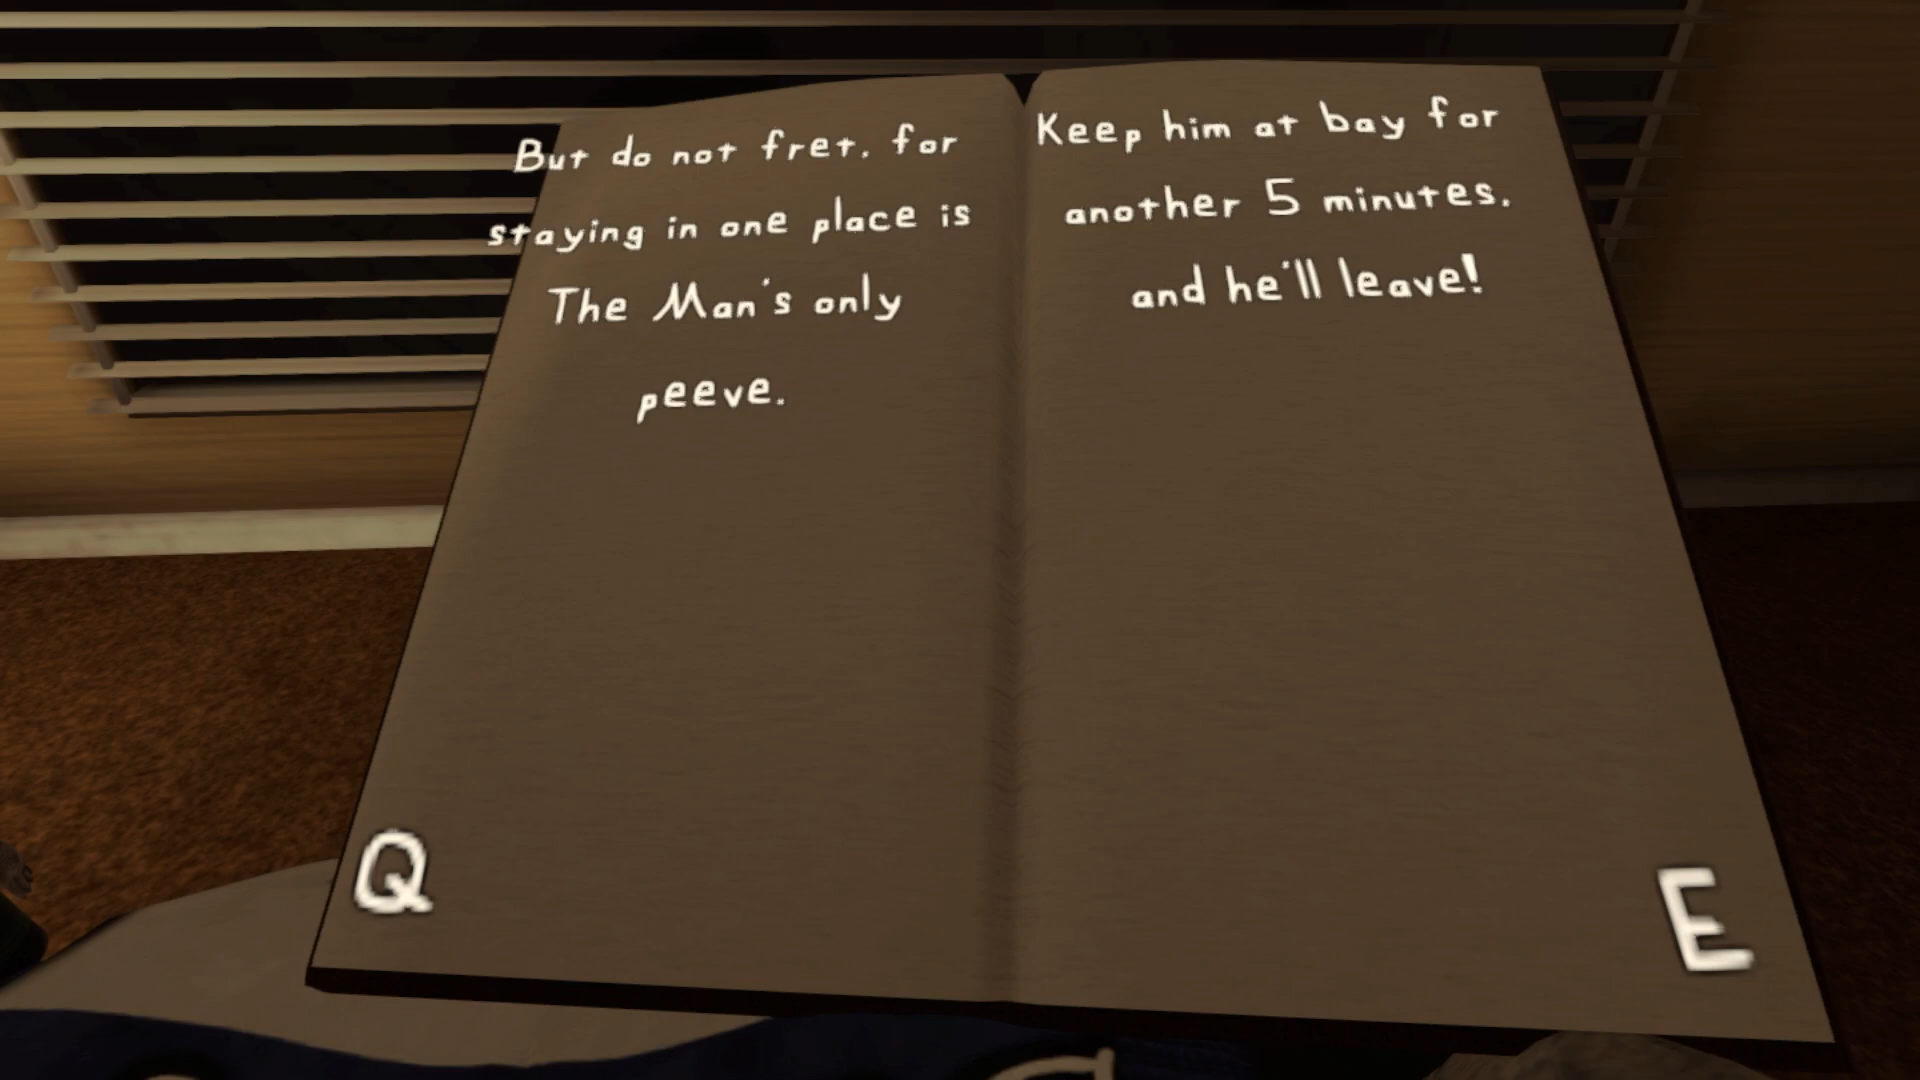 But do not fret, for
staying in one place is
The Man's only
peeve.
Keep him at bay for
another 5 minutes,
and he'll leave!
Q
E